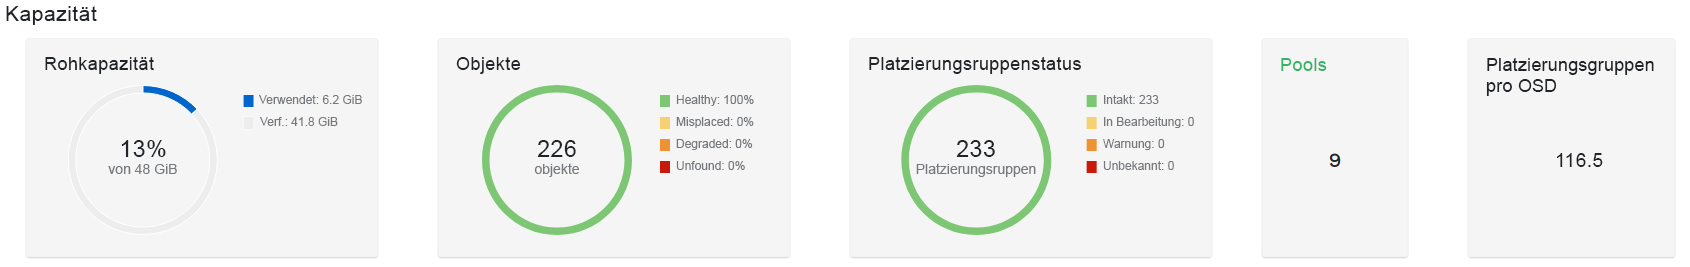 Kapazität
Rohkapazität
13%
von 48 GiB
Verwendet: 6.2 GiB
Verf.: 41.8 GiB
Objekte
226
objekte
Healthy: 100%
Misplaced: 0%
Degraded: 0%
Unfound: 0%
Platzierungsruppenstatus
233
Platzierungsruppen
Intakt: 233
In Bearbeitung: 0
Warnung: 0
Unbekannt: 0
Pools
9
Platzierungsgruppen
pro OSD
116.5